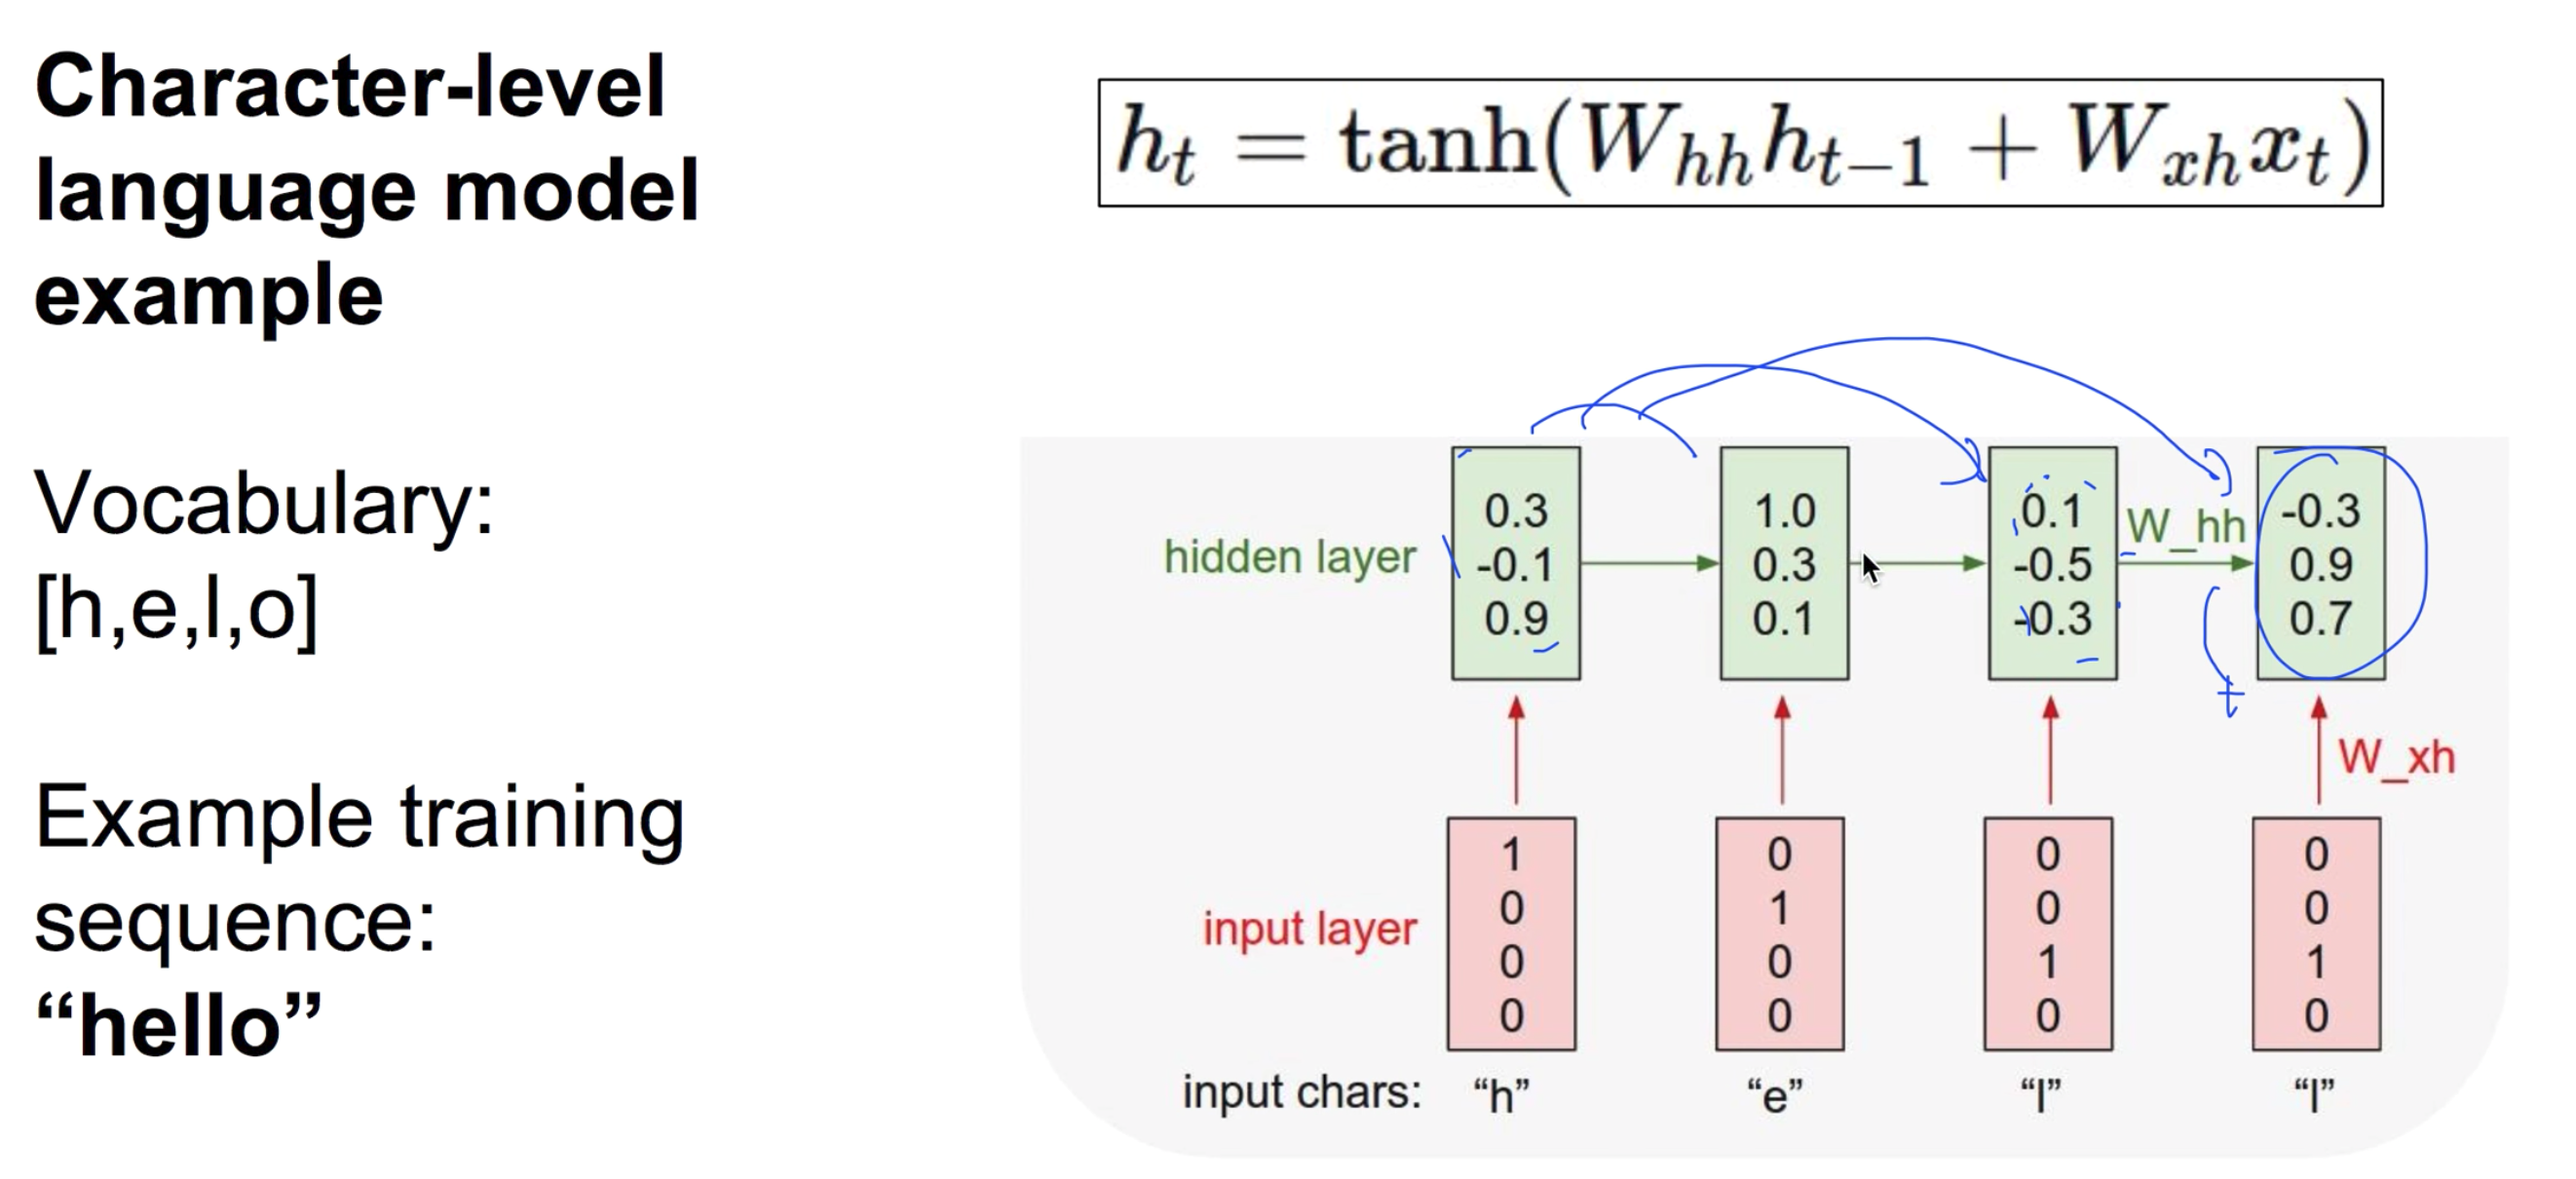 Character-level
language model
example
h_t = tanh(W_{hh}h_{t-1} + W_{xh}x_t)
Vocabulary:
[h,e,l,o]
Example training
sequence:
“hello”
hidden layer
0.3
-0.1
0.9
1.0
0.3
0.1
0.1
-0.5
-0.3
W_hh
-0.3
0.9
0.7
t
W_xh
input layer
1
0
0
0
0
1
0
0
0
0
1
0
0
0
1
0
input chars: “h” “e” “l” “l”